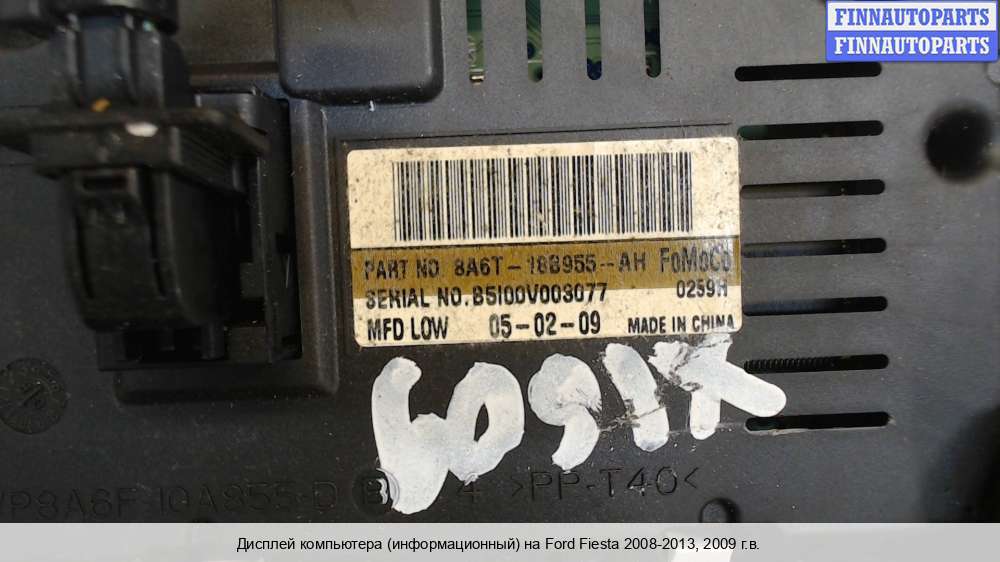 FINNAUTOPARTS
FINNAUTOPARTS
PART NO. 8A6T-18B955-AH FoMoCo
SERIAL NO. B5I00V003077 0259H
MFD LOW 05-02-09 MADE IN CHINA
>PP-T40<
Дисплей компьютера (информационный) на Ford Fiesta 2008-2013, 2009 г.в.